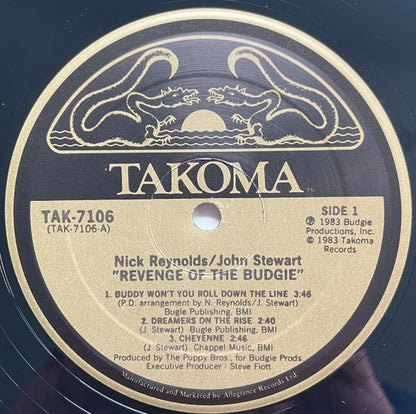 TAKOMA™
TAK-7106
(TAK-7106-A)
SIDE 1
℗ 1983 Budgie
Productions, Inc.
© 1983 Takoma
Records
Nick Reynolds/John Stewart
"REVENGE OF THE BUDGIE"
1. BUDDY WON'T YOU ROLL DOWN THE LINE 3:46
(P.D. arrangement by N. Reynolds/J. Stewart)
Bugle Publishing, BMI
2. DREAMERS ON THE RISE 2:40
(J. Stewart) Bugle Publishing, BMI
3. CHEYENNE 2:46
(J. Stewart) Chappel Music, BMI
Produced by The Puppy Bros., for Budgie Prods.
Executive Producer - Steve Fiott
Manufactured and Marketed by Allegiance Records Ltd.